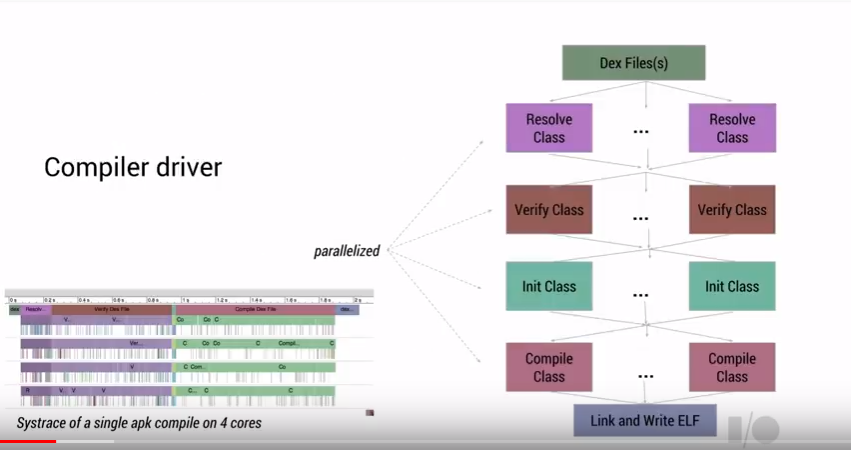 Compiler driver
parallelized
Dex Files(s)
Resolve
Class
...
Resolve
Class
Verify Class
...
Verify Class
Init Class
...
Init Class
Compile
Class
...
Compile
Class
Link and Write ELF
I/O
0 s 0.2 s 0.4 s 0.6 s 0.8 s 1 s 1.2 s 1.4 s 1.6 s 1.8 s 2 s
dex Resolv... Verify Dex File Compile Dex File dex...
V... V... Co Co C
Ver... C Co Co C Compl... C
V C Com... Co
R V... V V C... C C
Systrace of a single apk compile on 4 cores